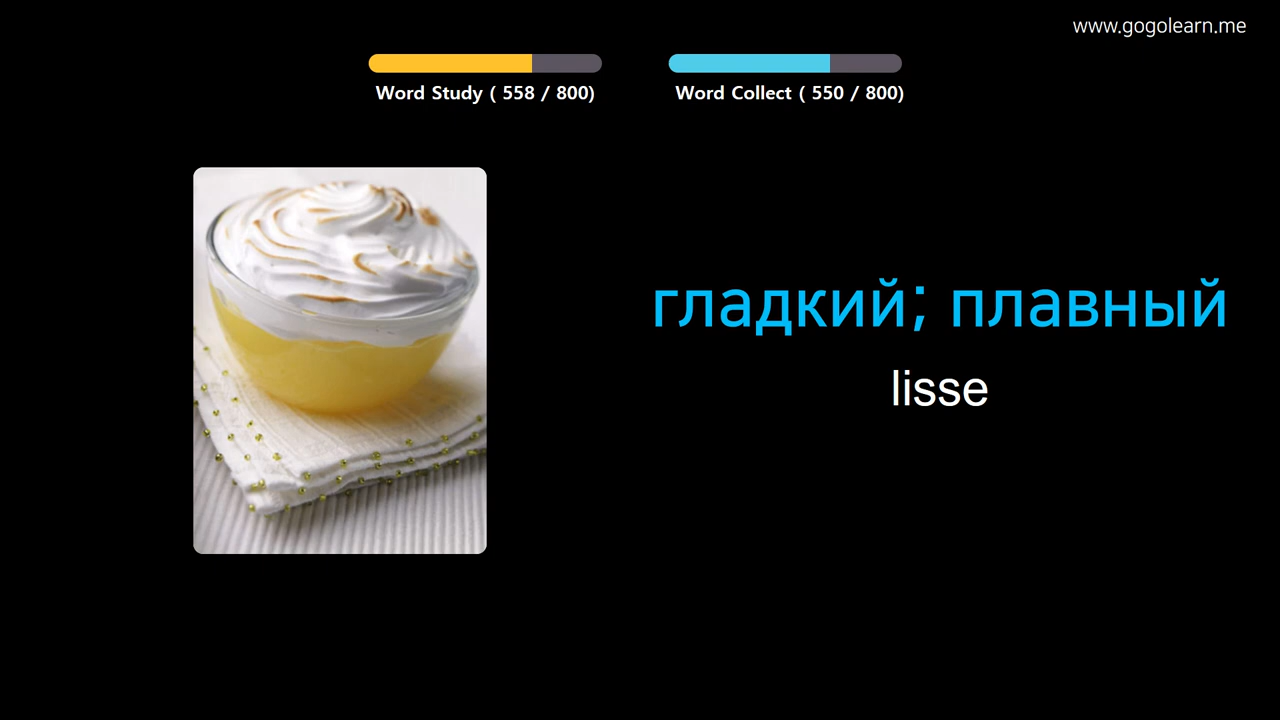 www.gogolearn.me
Word Study ( 558 / 800)
Word Collect ( 550 / 800)
гладкий; плавный
lisse